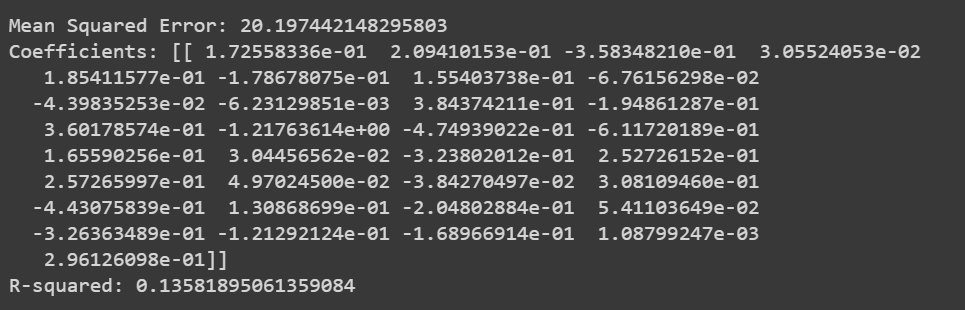 Mean Squared Error: 20.197442148295803
Coefficients: [[ 1.72558336e-01  2.09410153e-01 -3.58348210e-01  3.05524053e-02
   1.85411577e-01 -1.78678075e-01  1.55403738e-01 -6.76156298e-02
  -4.39835253e-02 -6.23129851e-03  3.84374211e-01 -1.94861287e-01
   3.60178574e-01 -1.21763614e+00 -4.74939022e-01 -6.11720189e-01
   1.65590256e-01  3.04456562e-02 -3.23802012e-01  2.52726152e-01
   2.57265997e-01  4.97024500e-02 -3.84270497e-02  3.08109460e-01
  -4.43075839e-01  1.30868699e-01 -2.04802884e-01  5.41103649e-02
  -3.26363489e-01 -1.21292124e-01 -1.68966914e-01  1.08799247e-03
   2.96126098e-01]]
R-squared: 0.13581895061359084